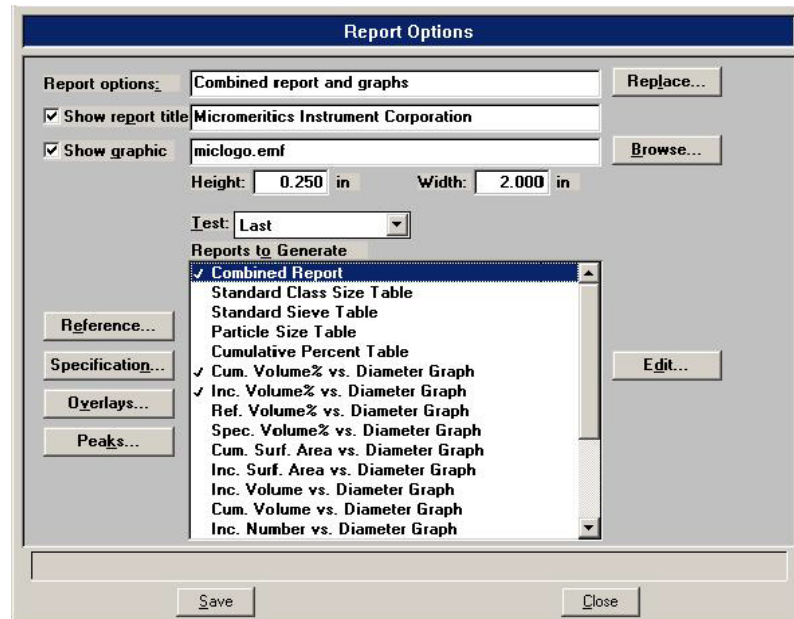 Report Options
Report options: Combined report and graphs Replace...
✓ Show report title Micromeritics Instrument Corporation
✓ Show graphic miclogo.emf Browse...
Height: 0.250 in Width: 2.000 in
Test: Last
Reports to Generate
✓ Combined Report
Standard Class Size Table
Standard Sieve Table
Reference... Particle Size Table
Cumulative Percent Table
Specification... ✓ Cum. Volume% vs. Diameter Graph Edit...
✓ Inc. Volume% vs. Diameter Graph
Overlays... Ref. Volume% vs. Diameter Graph
Spec. Volume% vs. Diameter Graph
Peaks... Cum. Surf. Area vs. Diameter Graph
Inc. Surf. Area vs. Diameter Graph
Inc. Volume vs. Diameter Graph
Cum. Volume vs. Diameter Graph
Inc. Number vs. Diameter Graph
Save Close